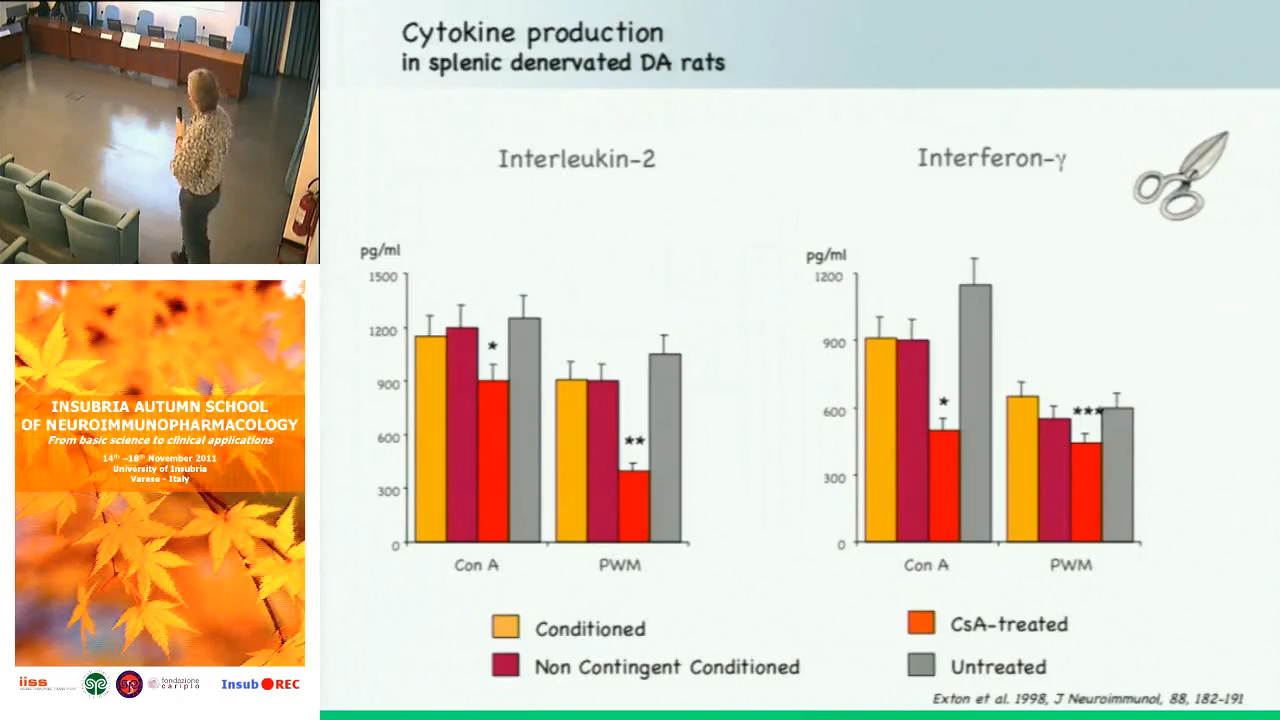 Cytokine production
in splenic denervated DA rats
Interleukin-2
Interferon-γ
pg/ml
1500
1200
900
600
300
0
Con A
PWM
*
**
pg/ml
1200
900
600
300
0
Con A
PWM
*
***
Conditioned
Non Contingent Conditioned
CsA-treated
Untreated
Exton et al. 1998, J Neuroimmunol, 88, 182-191
INSUBRIA AUTUMN SCHOOL
OF NEUROIMMUNOPHARMACOLOGY
From basic science to clinical applications
14th –18th November 2011
University of Insubria
Varese - Italy
iiss
fondazione
cariplo
Insub REC